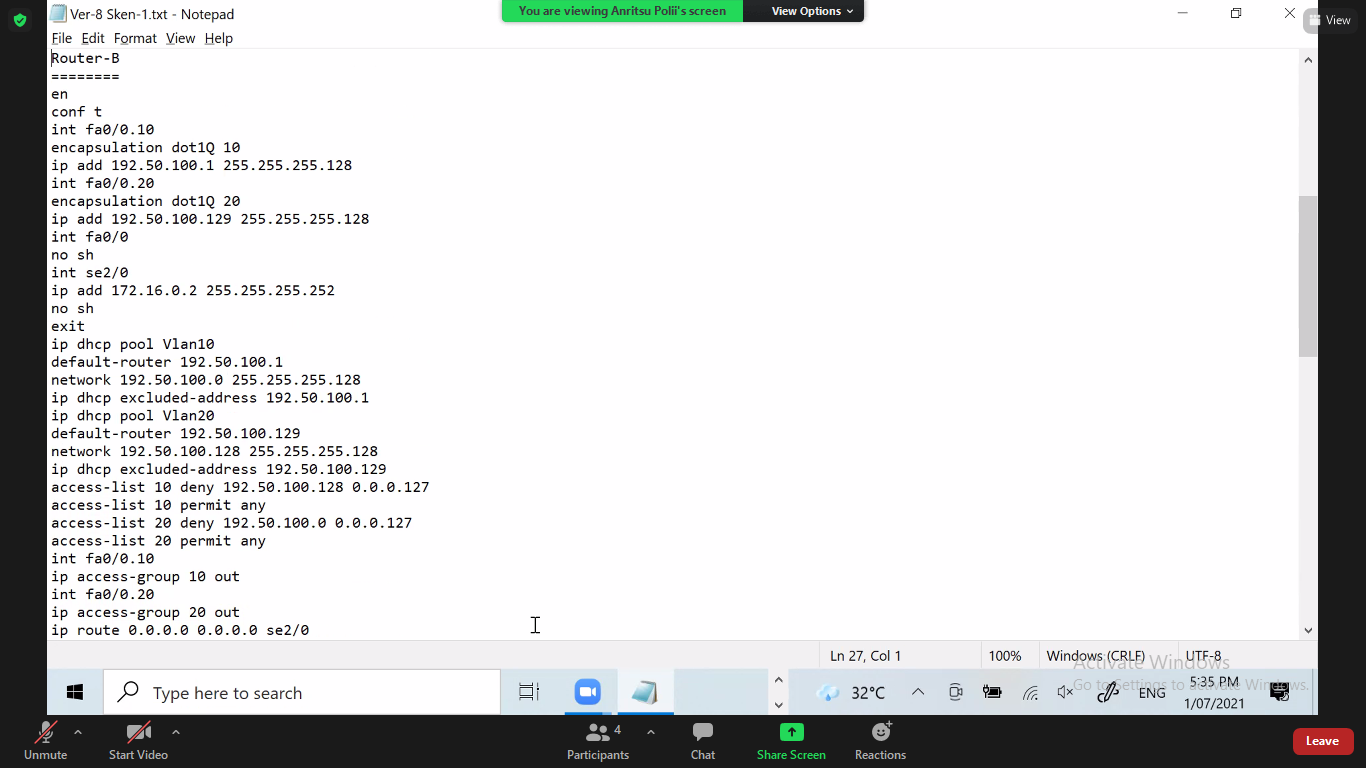 Ver-8 Sken-1.txt - Notepad
You are viewing Anritsu Polii's screen
View Options
View
File Edit Format View Help
Router-B
========
en
conf t
int fa0/0.10
encapsulation dot1Q 10
ip add 192.50.100.1 255.255.255.128
int fa0/0.20
encapsulation dot1Q 20
ip add 192.50.100.129 255.255.255.128
int fa0/0
no sh
int se2/0
ip add 172.16.0.2 255.255.255.252
no sh
exit
ip dhcp pool Vlan10
default-router 192.50.100.1
network 192.50.100.0 255.255.255.128
ip dhcp excluded-address 192.50.100.1
ip dhcp pool Vlan20
default-router 192.50.100.129
network 192.50.100.128 255.255.255.128
ip dhcp excluded-address 192.50.100.129
access-list 10 deny 192.50.100.128 0.0.0.127
access-list 10 permit any
access-list 20 deny 192.50.100.0 0.0.0.127
access-list 20 permit any
int fa0/0.10
ip access-group 10 out
int fa0/0.20
ip access-group 20 out
ip route 0.0.0.0 0.0.0.0 se2/0
Ln 27, Col 1
100%
Windows (CRLF)
UTF-8
Activate Windows
Go to Settings to activate Windows.
Type here to search
32°C
ENG
5:35 PM
1/07/2021
Unmute
Start Video
Participants
4
Chat
Share Screen
Reactions
Leave